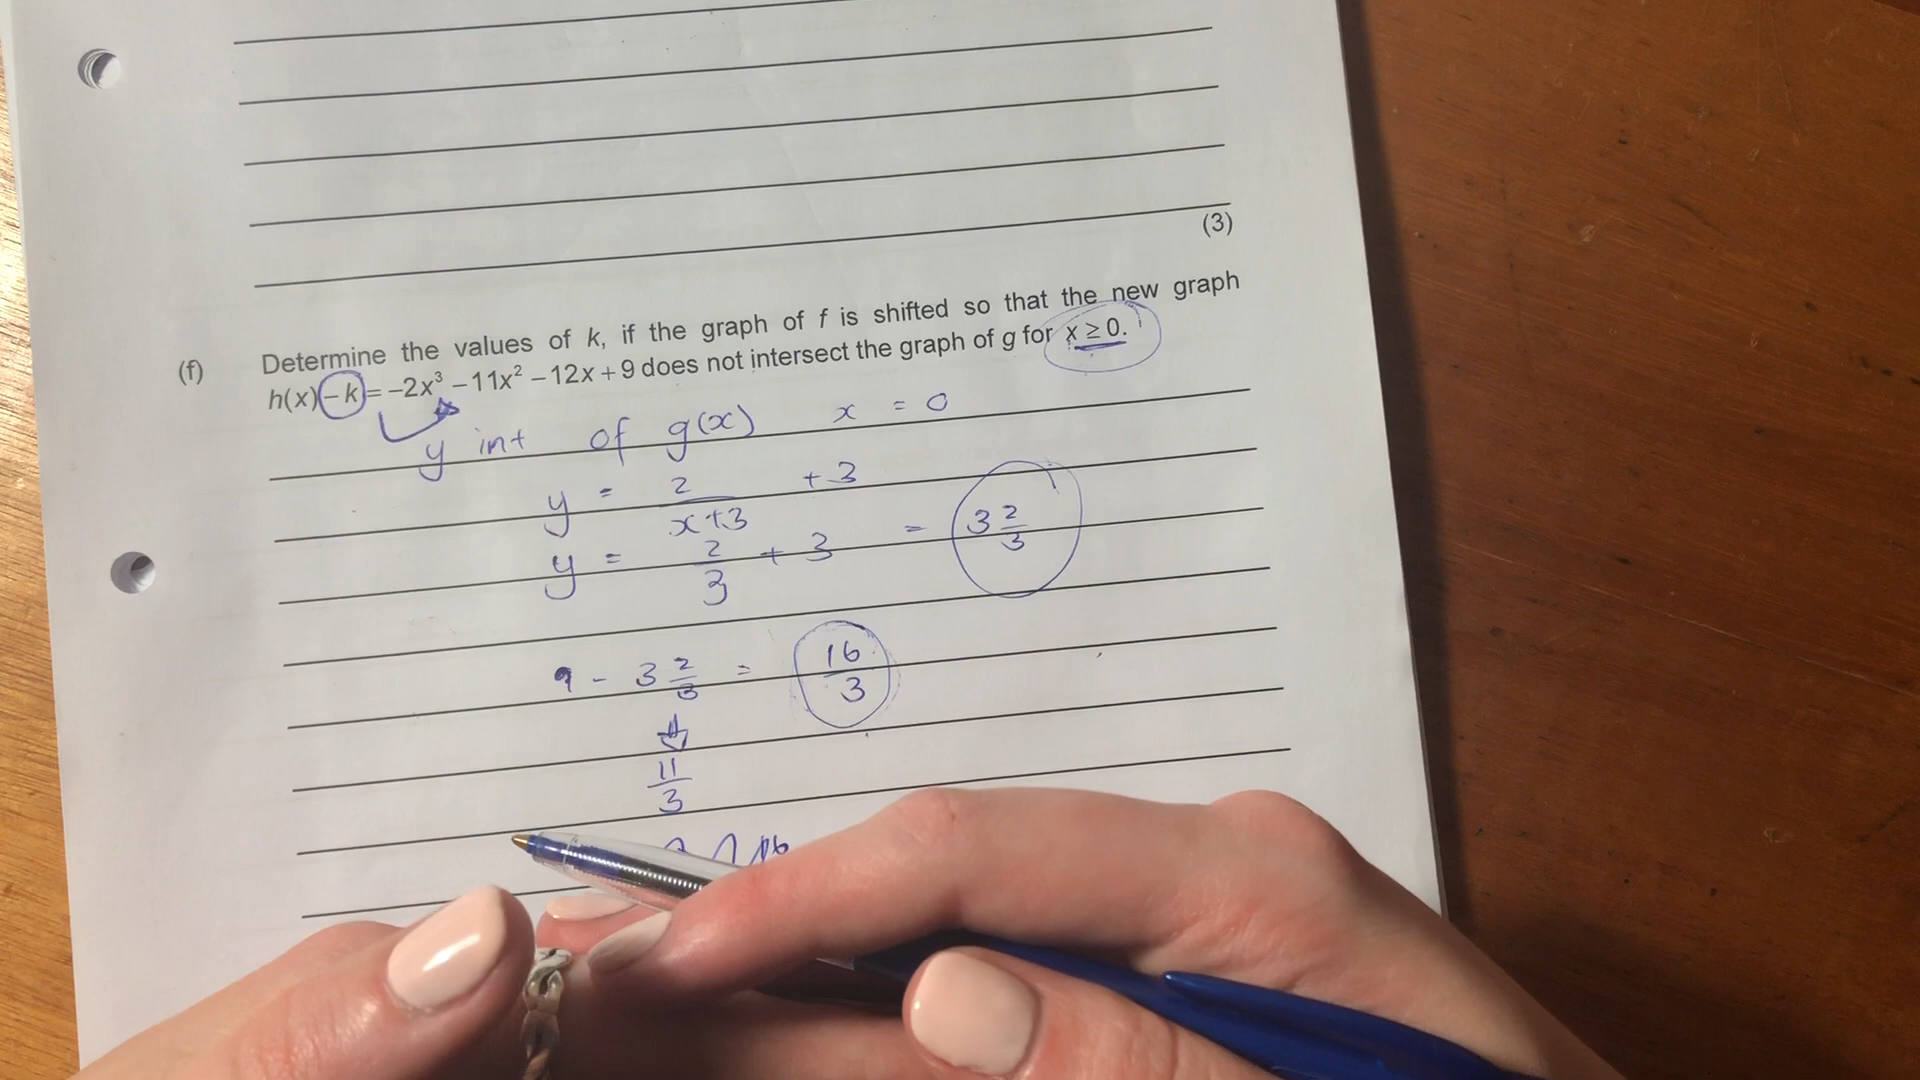 (3)
(f) Determine the values of k, if the graph of f is shifted so that the new graph
h(x) – k = –2x³ – 11x² – 12x + 9 does not intersect the graph of g for x ≥ 0.
y int of g(x) x = 0
y = 2/(x+3) + 3
y = 2/3 + 3 = 3 2/3
9 - 3 2/3 = 16/3
11/3